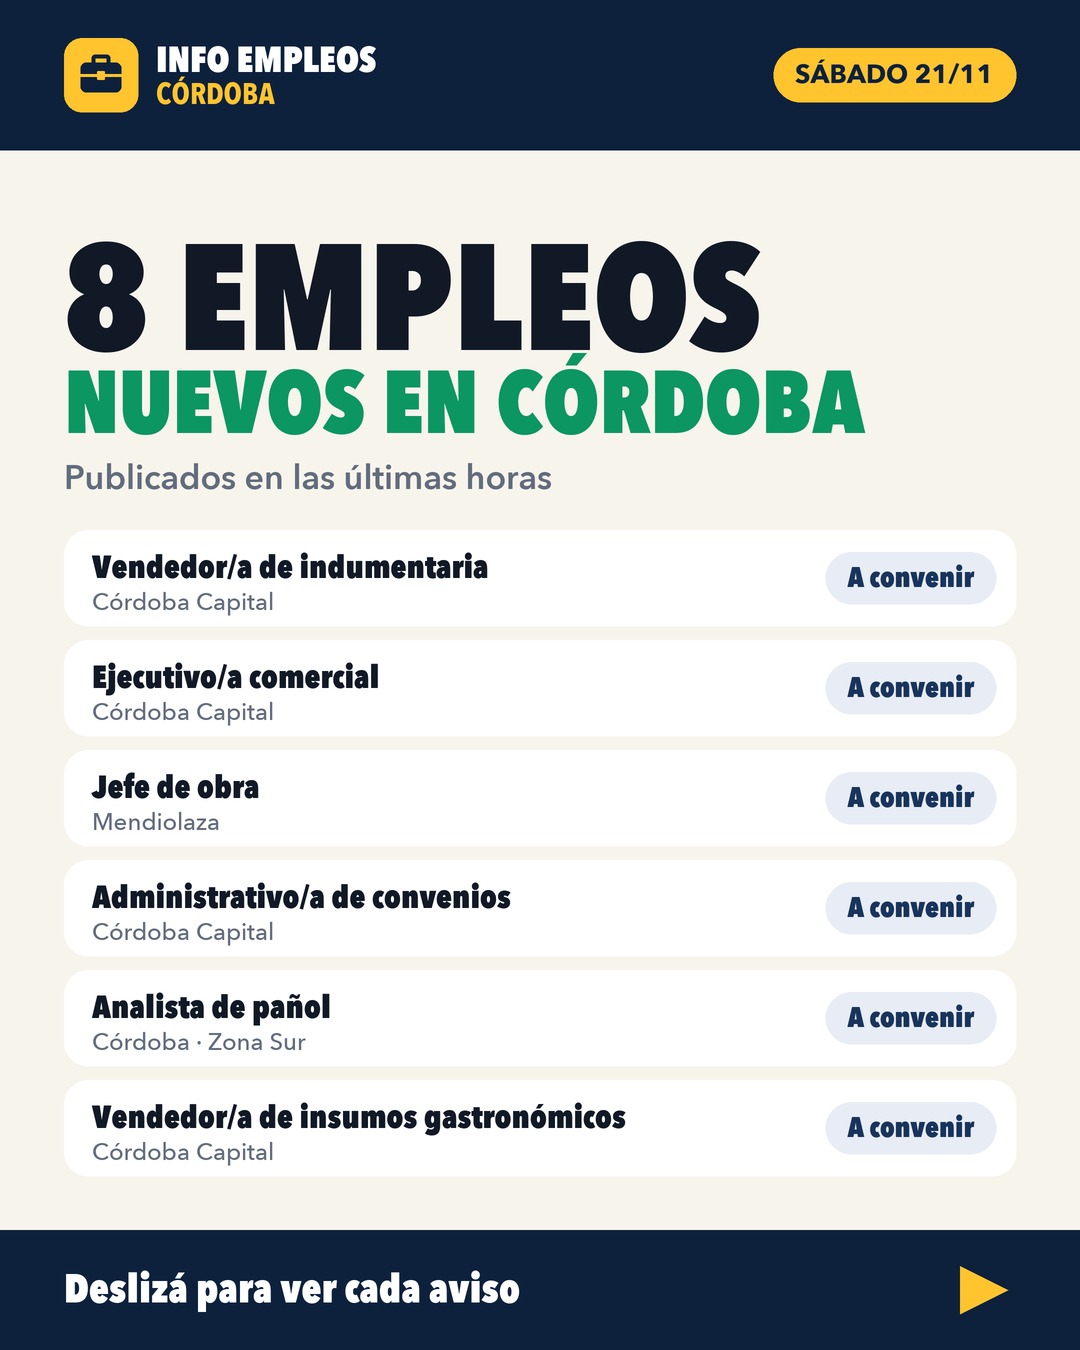 INFO EMPLEOS
CÓRDOBA
SÁBADO 21/11
8 EMPLEOS
NUEVOS EN CÓRDOBA
Publicados en las últimas horas
Vendedor/a de indumentaria
Córdoba Capital
A convenir
Ejecutivo/a comercial
Córdoba Capital
A convenir
Jefe de obra
Mendiolaza
A convenir
Administrativo/a de convenios
Córdoba Capital
A convenir
Analista de pañol
Córdoba · Zona Sur
A convenir
Vendedor/a de insumos gastronómicos
Córdoba Capital
A convenir
Deslizá para ver cada aviso